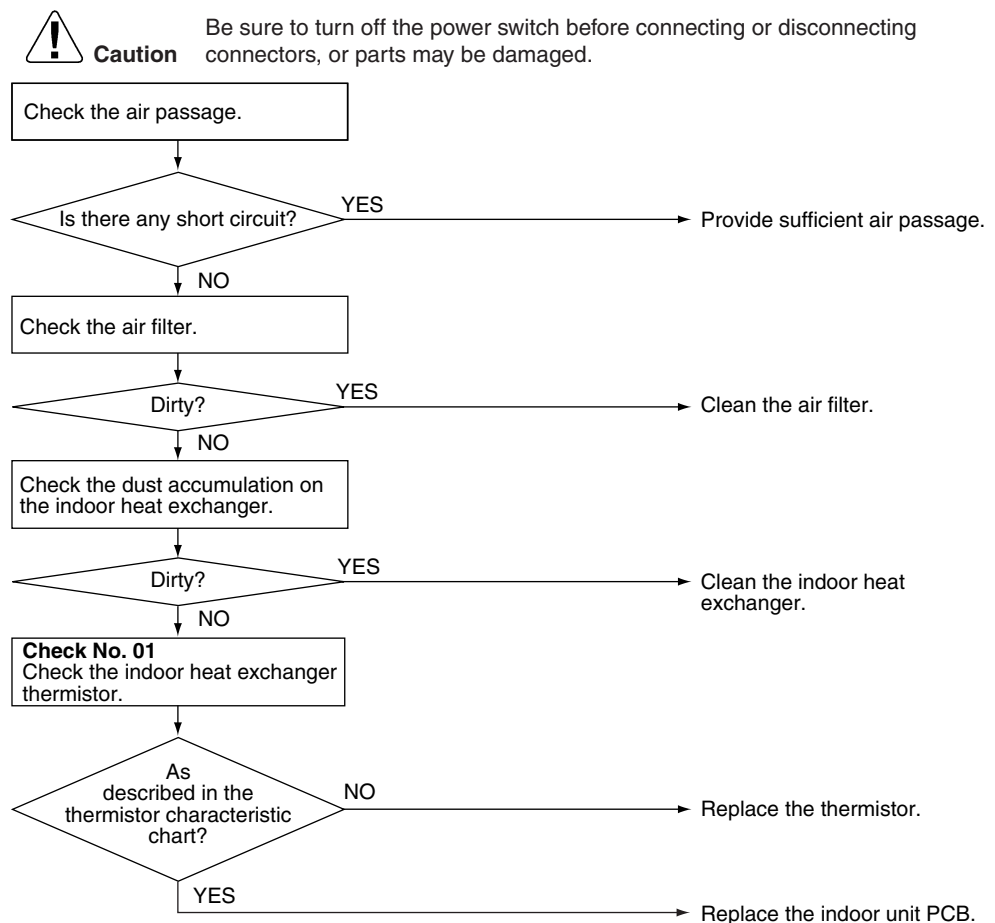 Be sure to turn off the power switch before connecting or disconnecting
Caution connectors, or parts may be damaged.
Check the air passage.
Is there any short circuit?
YES
Provide sufficient air passage.
NO
Check the air filter.
Dirty?
YES
Clean the air filter.
NO
Check the dust accumulation on
the indoor heat exchanger.
Dirty?
YES
Clean the indoor heat
exchanger.
NO
Check No. 01
Check the indoor heat exchanger
thermistor.
As
described in the
thermistor characteristic
chart?
NO
Replace the thermistor.
YES
Replace the indoor unit PCB.